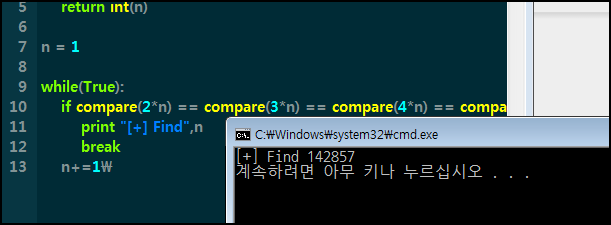 5 return int(n)
6
7 n = 1
8
9 while(True):
10 if compare(2*n) == compare(3*n) == compare(4*n) == compa
11 print "[+] Find",n
12 break
13 n+=1₩
C:₩Windows₩system32₩cmd.exe
[+] Find 142857
계속하려면 아무 키나 누르십시오 . . .